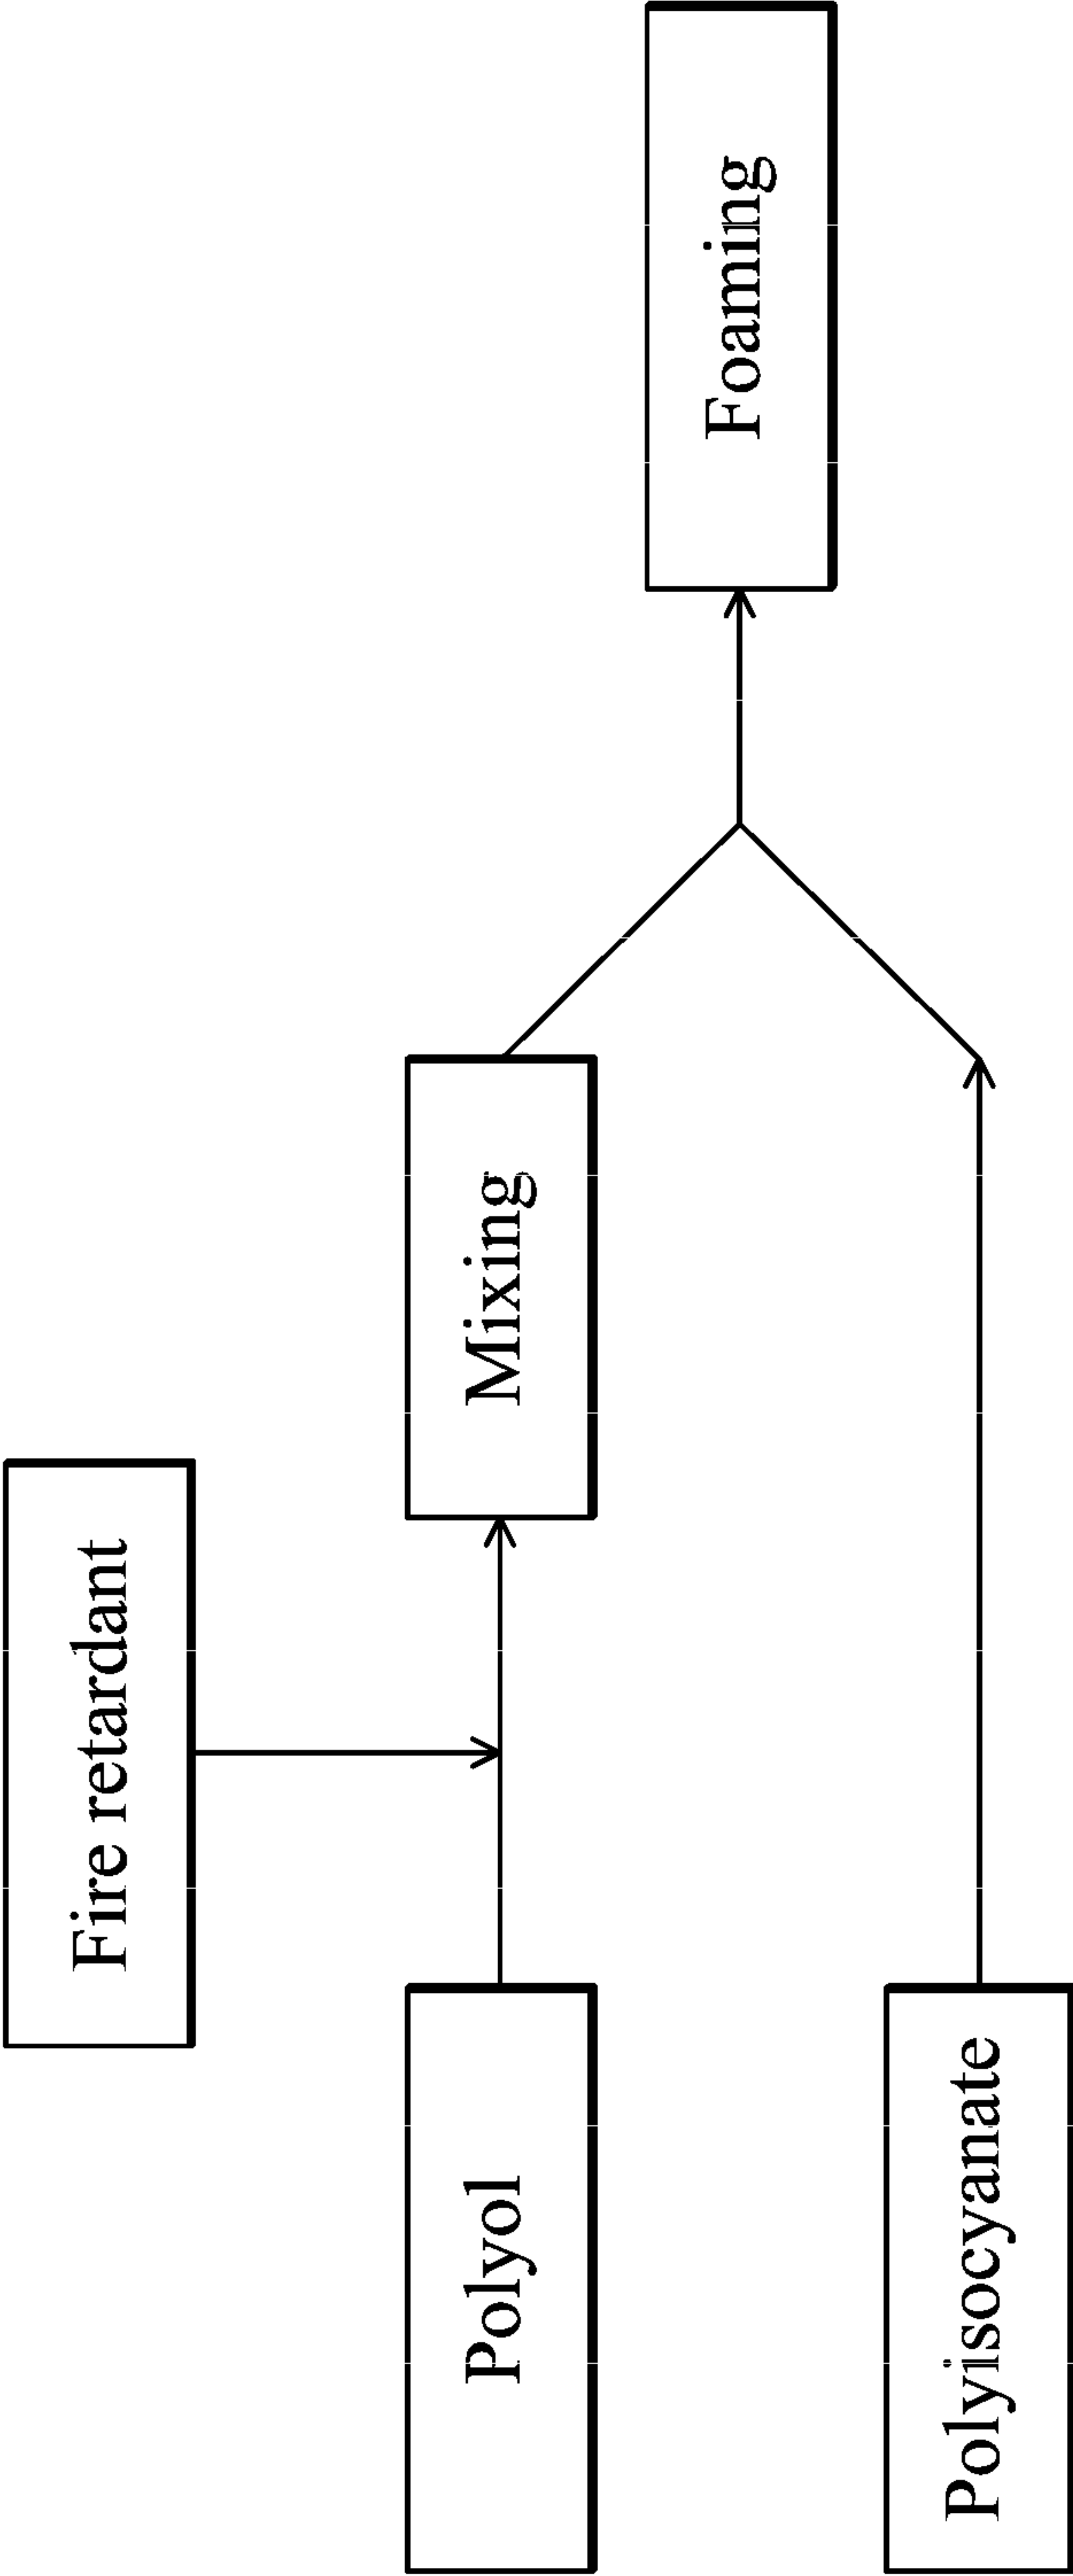 Fire retardant
Polyol
Mixing
Foaming
Polyisocyanate